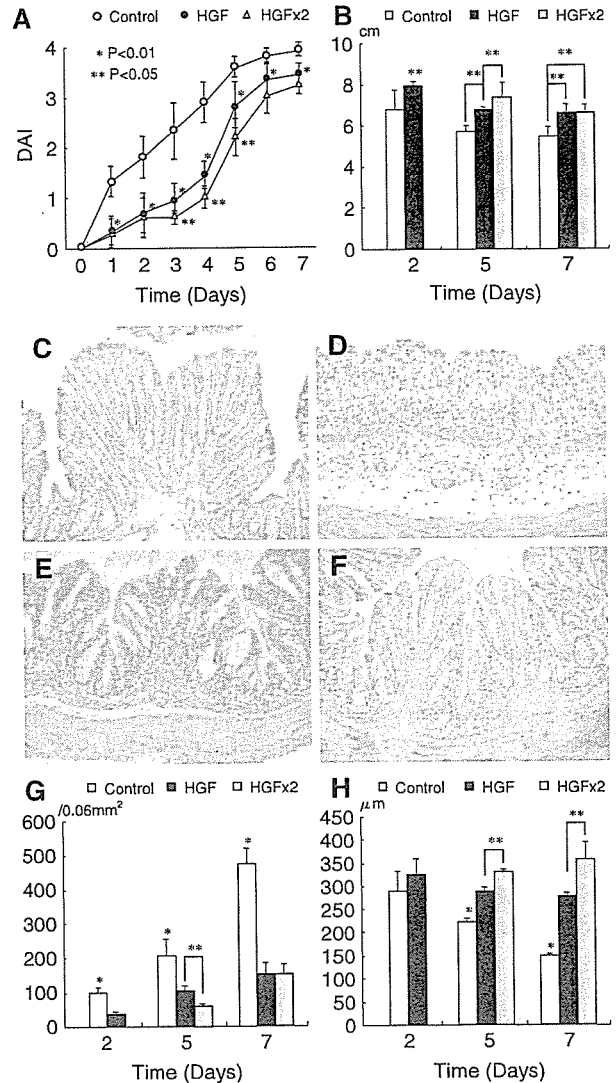 A
Control HGF HGFx2
* P<0.01
** P<0.05
DAI
4
3
2
1
0
* * * * * *
** ** **
0 1 2 3 4 5 6 7
Time (Days)
B
Control HGF HGFx2
cm
10
8
6
4
2
0
** ** ** ** **
2 5 7
Time (Days)
C
D
E
F
G
Control HGF HGFx2
/0.06mm²
600
500
400
300
200
100
0
* * ** *
2 5 7
Time (Days)
H
Control HGF HGFx2
μm
450
400
350
300
250
200
150
100
50
0
* ** * **
2 5 7
Time (Days)